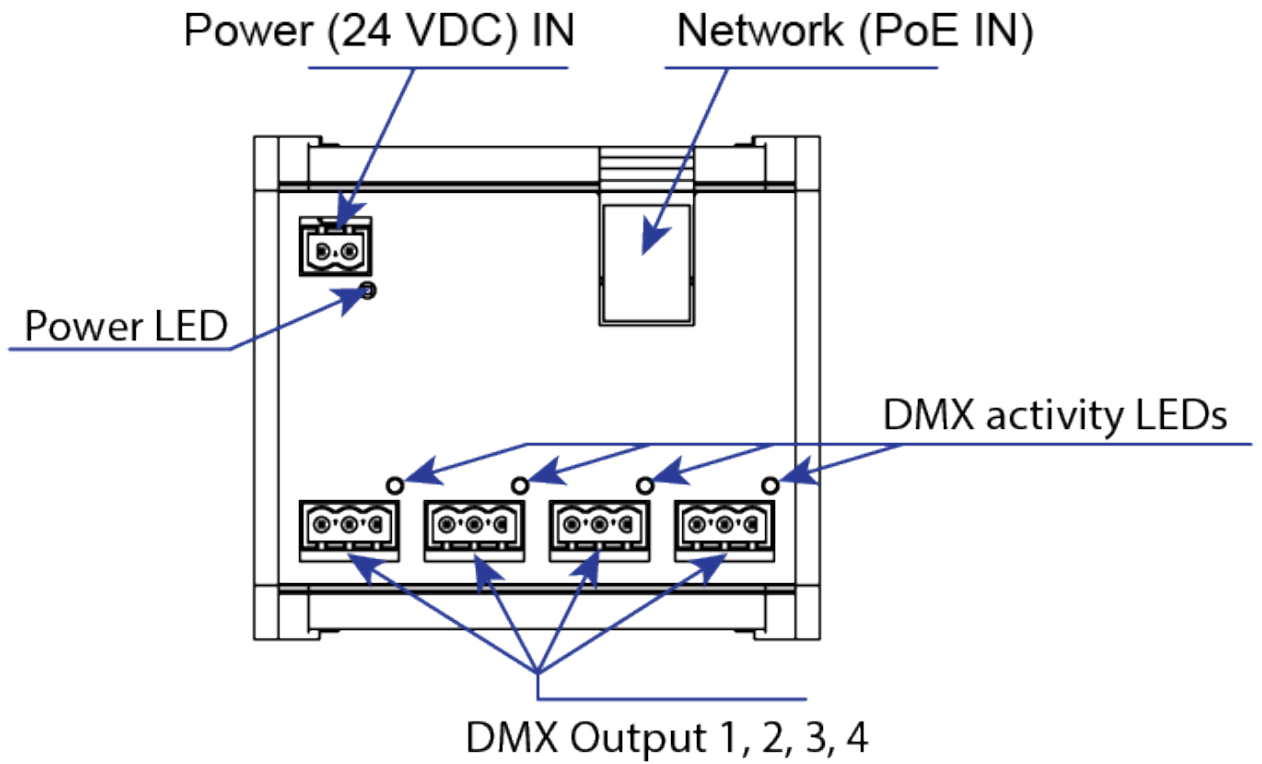 Power (24 VDC) IN
Network (PoE IN)
Power LED
DMX activity LEDs
DMX Output 1, 2, 3, 4